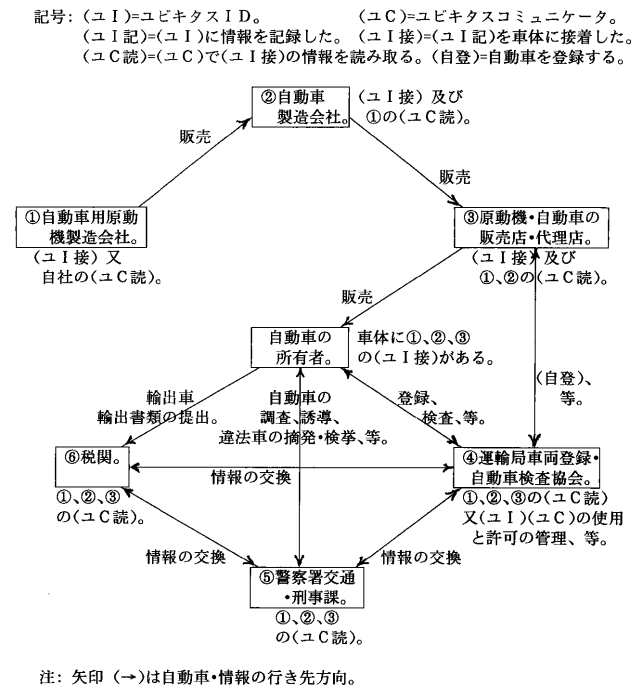 記号：(ユI)=ユビキタスID。　(ユC)=ユビキタスコミュニケータ。
(ユI記)=(ユI)に情報を記録した。(ユI接)=(ユI記)を車体に接着した。
(ユC読)=(ユC)で(ユI接)の情報を読み取る。(自登)=自動車を登録する。
②自動車
製造会社。
(ユI接) 及び
①の(ユC読)。
販売
販売
①自動車用原動
機製造会社。
(ユI接) 又
自社の(ユC読)。
③原動機・自動車の
販売店・代理店。
(ユI接) 及び
①、②の(ユC読)。
販売
自動車の
所有者。
車体に①、②、③
の(ユI接)がある。
(自登)、
等。
輸出車
輸出書類の提出。
自動車の
調査、誘導、
違法車の摘発・検挙、等。
登録、
検査、等。
⑥税関。
①、②、③
の(ユC読)。
情報の交換
④運輸局車両登録・
自動車検査協会。
①、②、③の(ユC読)
又(ユI)(ユC)の使用
と許可の管理、等。
情報の交換
情報の交換
⑤警察署交通
・刑事課。
①、②、③
の(ユC読)。
注：矢印（→)は自動車・情報の行き先方向。